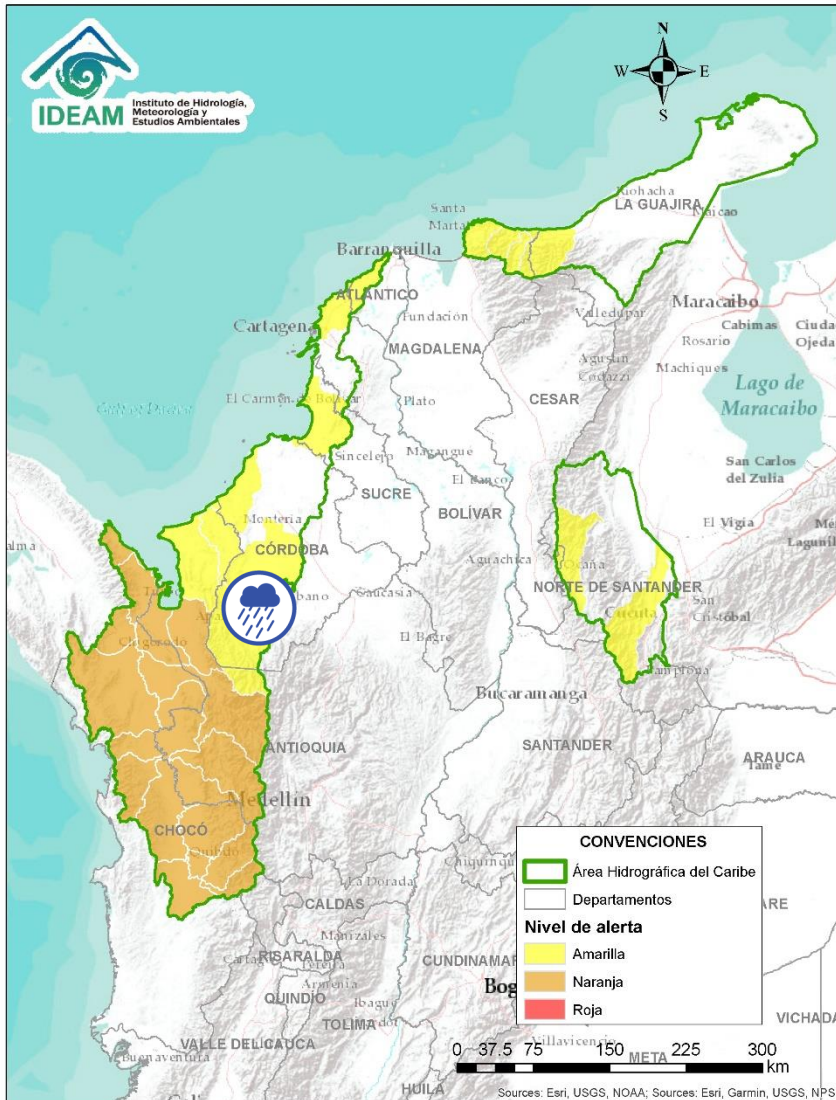 IDEAM
Instituto de Hidrología,
Meteorología y
Estudios Ambientales
N
W
E
S
Riohacha
LA GUAJIRA
Maicao
Santa
Marta
Barranquilla
ATLÁNTICO
Maracaibo
Cartagena
Fundación
Valledupar
Cabimas
Ciudad
Ojeda
Rosario
MAGDALENA
Machiques
Agustín
Codazzi
CESAR
Lago de
Maracaibo
El Carmen de Bolívar
Plato
Sincelejo
Magangué
San Carlos
del Zulia
El Banco
SUCRE
BOLÍVAR
Montería
El Vigía
CÓRDOBA
Aguachica
Ocaña
NORTE DE SANTANDER
Caucasia
San
Cristóbal
Cúcuta
Chigorodó
El Bagre
Pamplona
Bucaramanga
ANTIOQUIA
SANTANDER
ARAUCA
Tame
Medellín
CHOCÓ
Quibdó
La Dorada
CALDAS
Manizales
RISARALDA
Pereira
Armenia
QUINDÍO
Ibagué
TOLIMA
CUNDINAMAR
Bog
Villavicencio
META
VICHADA
VALLE DEL CAUCA
Buenaventura
HUILA
CONVENCIONES
Área Hidrográfica del Caribe
Departamentos
Nivel de alerta
Amarilla
Naranja
Roja
0 37.5 75 150 225 300
km
Sources: Esri, USGS, NOAA; Sources: Esri, Garmin, USGS, NPS